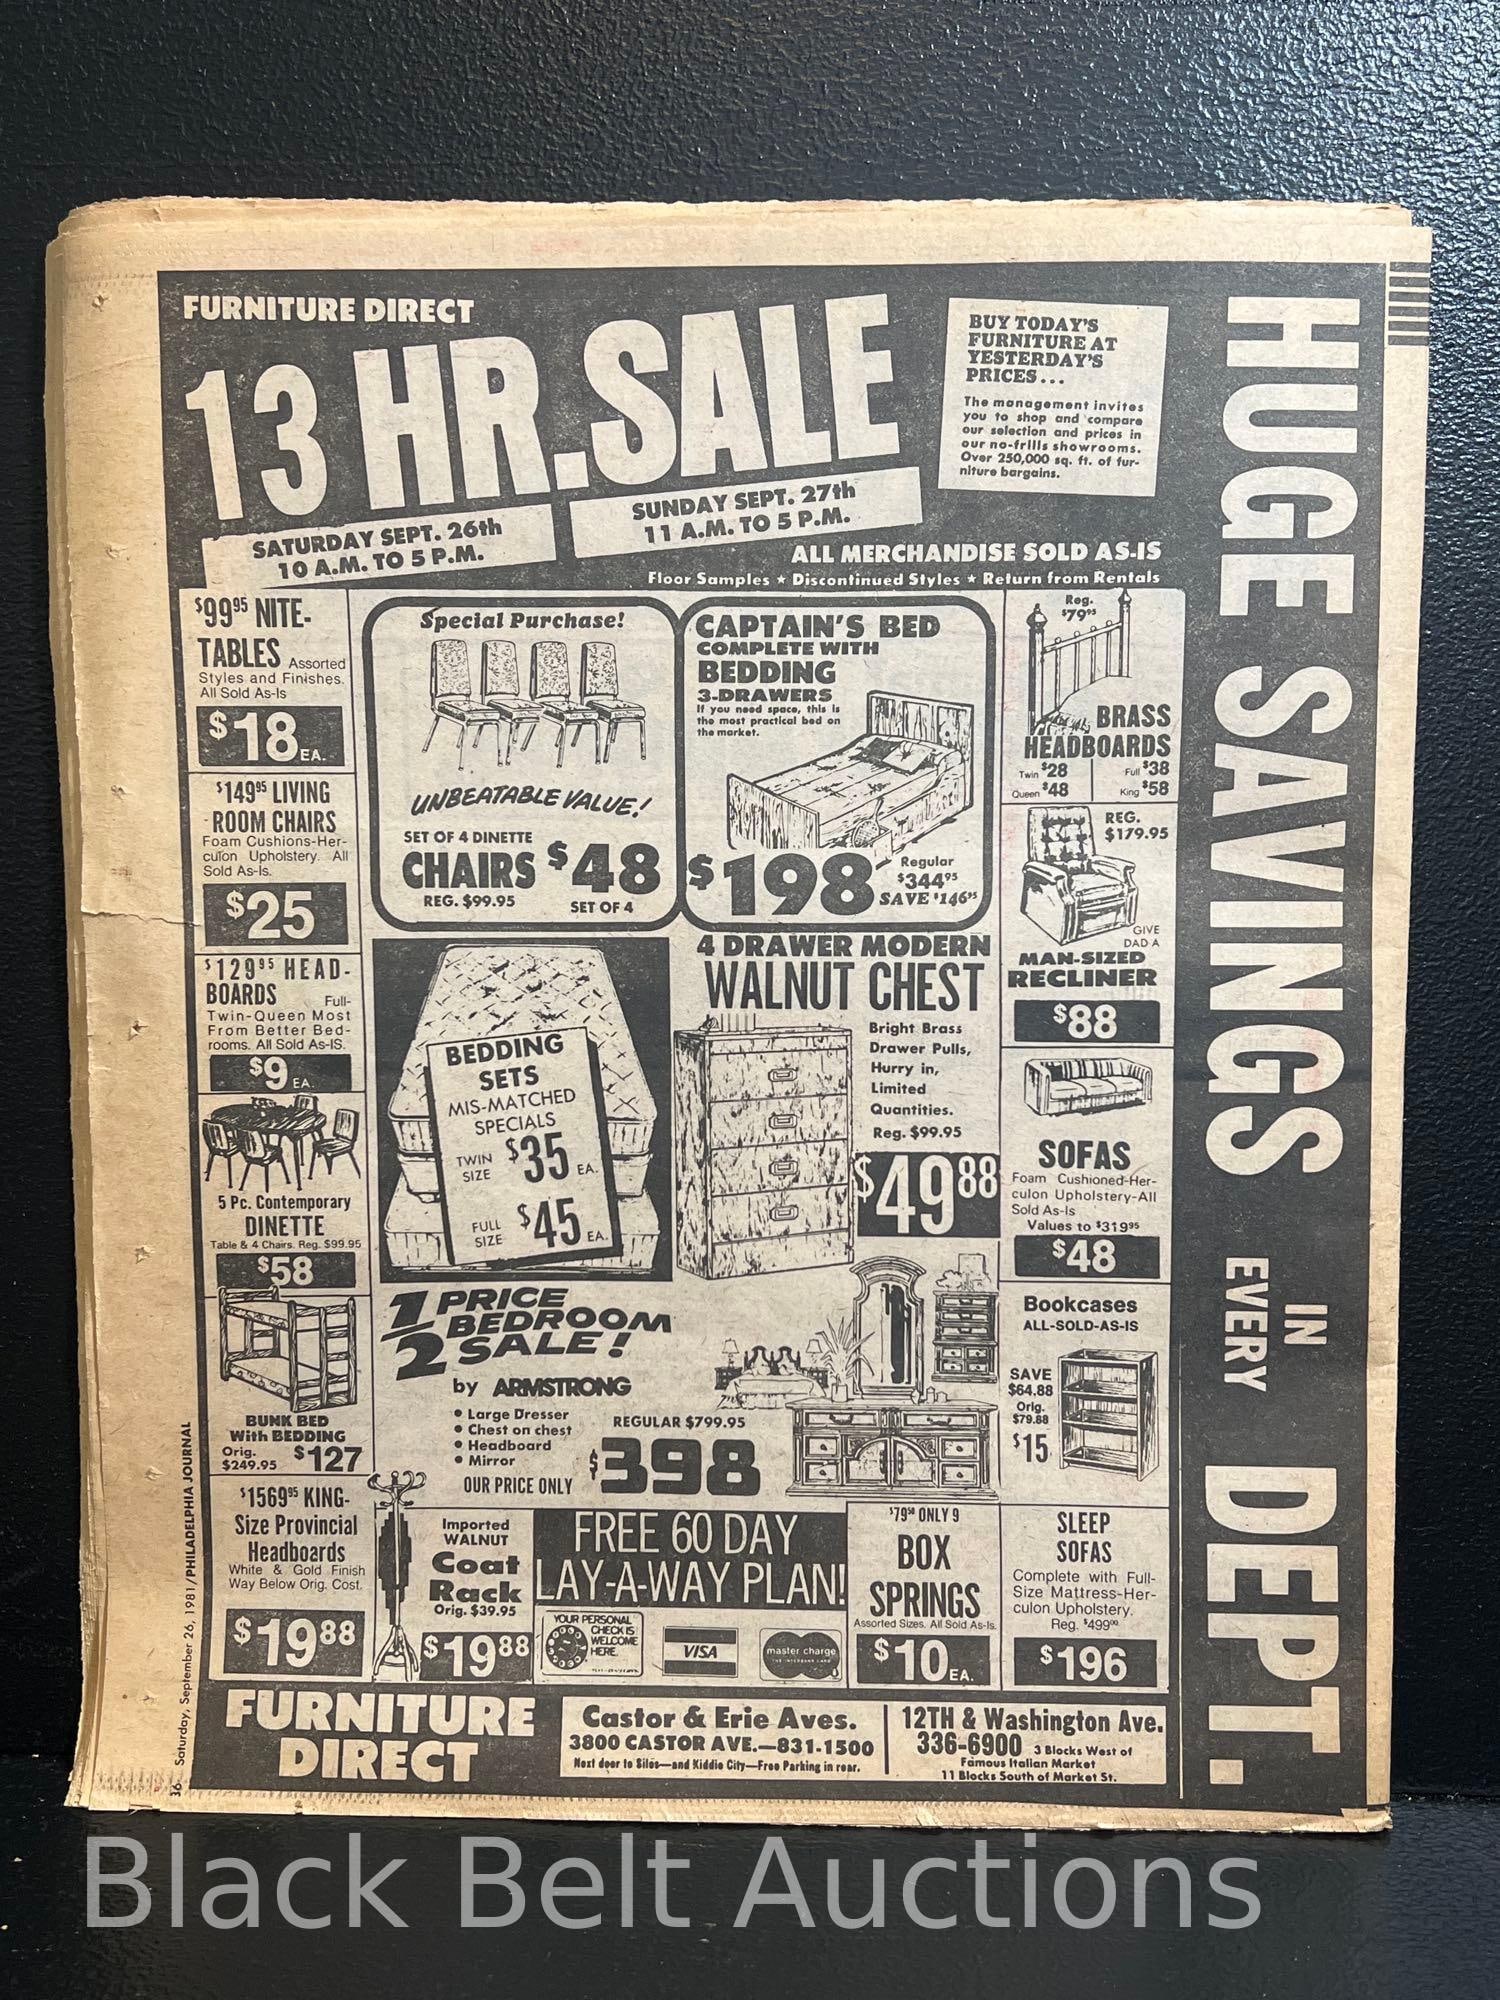 FURNITURE DIRECT
13 HR. SALE
SATURDAY SEPT. 26th
10 A.M. TO 5 P.M.
SUNDAY SEPT. 27th
11 A.M. TO 5 P.M.
BUY TODAY'S
FURNITURE AT
YESTERDAY'S
PRICES...
The management invites
you to shop and compare
our selection and prices in
our no-frills showrooms.
Over 250,000 sq. ft. of fur-
niture bargains.
ALL MERCHANDISE SOLD AS-IS
Floor Samples ★ Discontinued Styles ★ Return from Rentals
HUGE SAVINGS IN EVERY DEPT.
$99.95 NITE-
TABLES Assorted
Styles and Finishes.
All Sold As-Is
$18 EA.
$149.95 LIVING
ROOM CHAIRS
Foam Cushions-Her-
culon Upholstery. All
Sold As-Is.
$25
$129.95 HEAD-
BOARDS Full-
Twin-Queen Most
From Better Bed-
rooms. All Sold As-IS.
$9 EA.
5 Pc. Contemporary
DINETTE
Table & 4 Chairs. Reg. $99.95
$58
BUNK BED
With BEDDING
Orig.
$249.95 $127
$1569.95 KING-
Size Provincial
Headboards
White & Gold Finish
Way Below Orig. Cost.
$19.88
Special Purchase!
UNBEATABLE VALUE!
SET OF 4 DINETTE
CHAIRS $48
REG. $99.95 SET OF 4
CAPTAIN'S BED
COMPLETE WITH
BEDDING
3-DRAWERS
If you need space, this is
the most practical bed on
the market.
$198
Regular
$344.95
SAVE $146.95
BEDDING
SETS
MIS-MATCHED
SPECIALS
TWIN SIZE $35 EA.
FULL SIZE $45 EA.
4 DRAWER MODERN
WALNUT CHEST
Bright Brass
Drawer Pulls,
Hurry in,
Limited
Quantities.
Reg. $99.95
$49.88
1/2 PRICE
BEDROOM
SALE!
by ARMSTRONG
• Large Dresser
• Chest on chest
• Headboard
• Mirror
OUR PRICE ONLY
REGULAR $799.95
$398
Imported
WALNUT
Coat
Rack
Orig. $39.95
$19.88
FREE 60 DAY
LAY-A-WAY PLAN!
YOUR PERSONAL
CHECK IS
WELCOME
HERE.
VISA
master charge
THE INTERBANK CARD
ONLY 9
BOX
SPRINGS
Assorted Sizes. All Sold As-Is.
$10 EA.
Reg.
$79.95
BRASS
HEADBOARDS
Twin $28 Full $38
Queen $48 King $58
REG.
$179.95
GIVE
DAD A
MAN-SIZED
RECLINER
$88
SOFAS
Foam Cushioned-Her-
culon Upholstery-All
Sold As-Is
Values to $319.95
$48
Bookcases
ALL-SOLD-AS-IS
SAVE
$64.88
Orig.
$79.88
$15
SLEEP
SOFAS
Complete with Full-
Size Mattress-Her-
culon Upholstery.
Reg. $499.00
$196
FURNITURE
DIRECT
Castor & Erie Aves.
3800 CASTOR AVE.—831-1500
Next door to Silos—and Kiddie City—Free Parking in rear.
12TH & Washington Ave.
336-6900 3 Blocks West of
Famous Italian Market
11 Blocks South of Market St.
36 Saturday, September 26, 1981/PHILADELPHIA JOURNAL
Black Belt Auctions